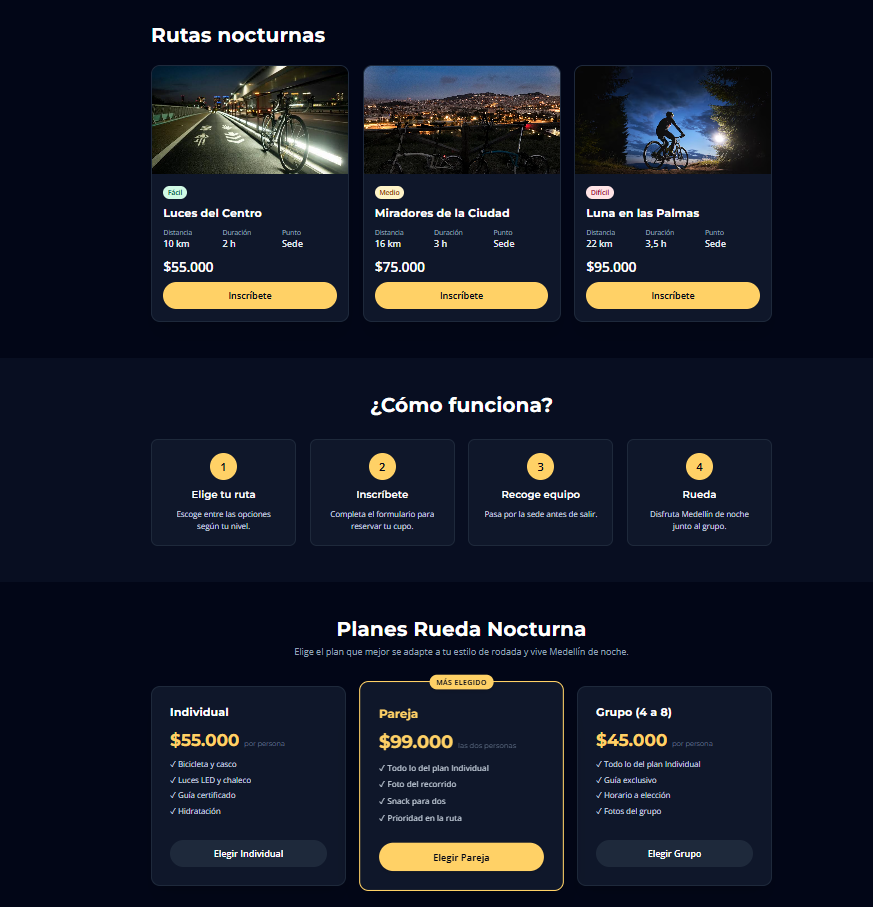 Rutas nocturnas
Fácil
Luces del Centro
Distancia Duración Punto
10 km 2 h Sede
$55.000
Inscríbete
Medio
Miradores de la Ciudad
Distancia Duración Punto
16 km 3 h Sede
$75.000
Inscríbete
Difícil
Luna en las Palmas
Distancia Duración Punto
22 km 3,5 h Sede
$95.000
Inscríbete
¿Cómo funciona?
1
Elige tu ruta
Escoge entre las opciones
según tu nivel.
2
Inscríbete
Completa el formulario para
reservar tu cupo.
3
Recoge equipo
Pasa por la sede antes de salir.
4
Rueda
Disfruta Medellín de noche
junto al grupo.
Planes Rueda Nocturna
Elige el plan que mejor se adapte a tu estilo de rodada y vive Medellín de noche.
Individual
$55.000 por persona
✓ Bicicleta y casco
✓ Luces LED y chaleco
✓ Guía certificado
✓ Hidratación
Elegir Individual
MÁS ELEGIDO
Pareja
$99.000 las dos personas
✓ Todo lo del plan Individual
✓ Foto del recorrido
✓ Snack para dos
✓ Prioridad en la ruta
Elegir Pareja
Grupo (4 a 8)
$45.000 por persona
✓ Todo lo del plan Individual
✓ Guía exclusivo
✓ Horario a elección
✓ Fotos del grupo
Elegir Grupo